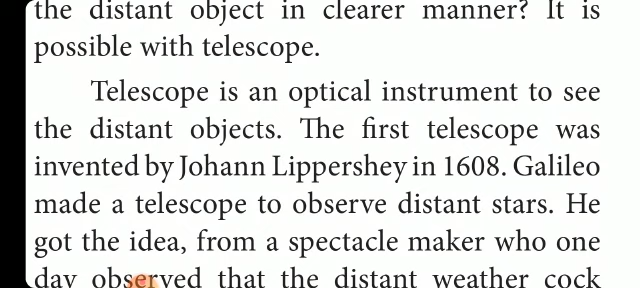 the distant object in clearer manner? It is
possible with telescope.
Telescope is an optical instrument to see
the distant objects. The first telescope was
invented by Johann Lippershey in 1608. Galileo
made a telescope to observe distant stars. He
got the idea, from a spectacle maker who one
day observed that the distant weather cock